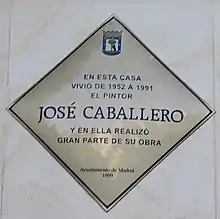 EN ESTA CASA
VIVIO DE 1952 A 1991
EL PINTOR
JOSÉ CABALLERO
Y EN ELLA REALIZÓ
GRAN PARTE DE SU OBRA
Ayuntamiento de Madrid
1999